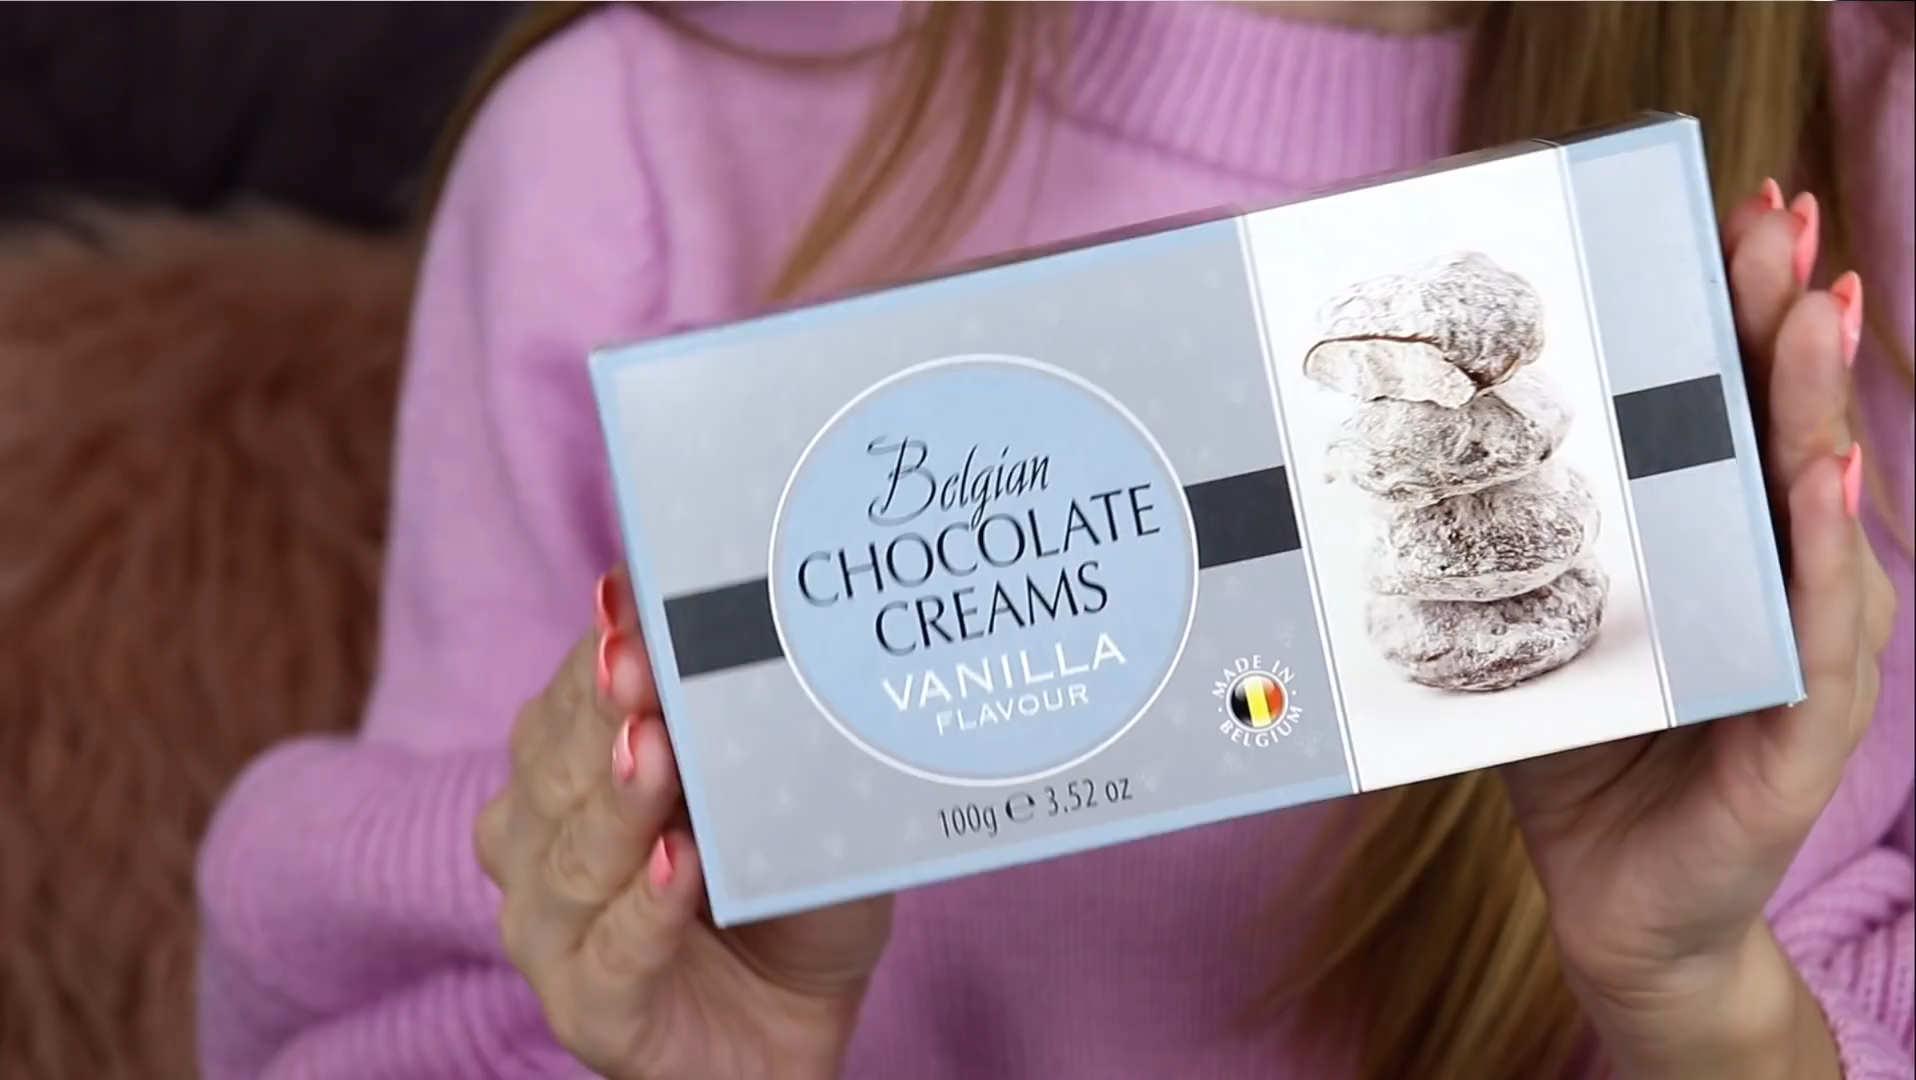 Belgian
CHOCOLATE
CREAMS
VANILLA
FLAVOUR
MADE IN
BELGIUM
100g ℮ 3.52 oz